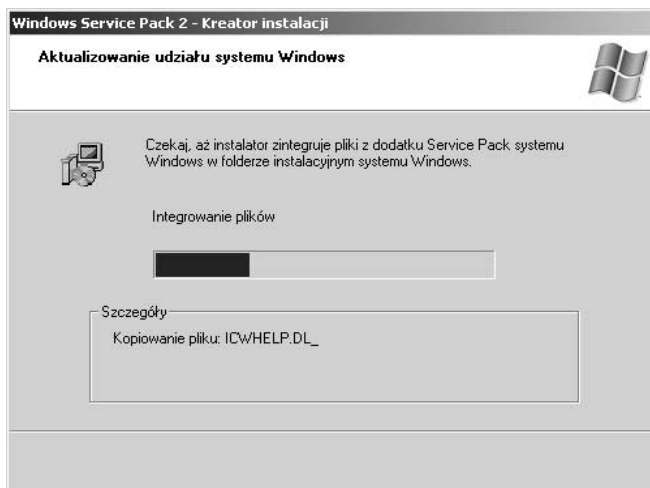 Windows Service Pack 2 - Kreator instalacji
Aktualizowanie udziału systemu Windows
Czekaj, aż instalator zintegruje pliki z dodatku Service Pack systemu
Windows w folderze instalacyjnym systemu Windows.
Integrowanie plików
Szczegóły
Kopiowanie pliku: ICWHELP.DL_